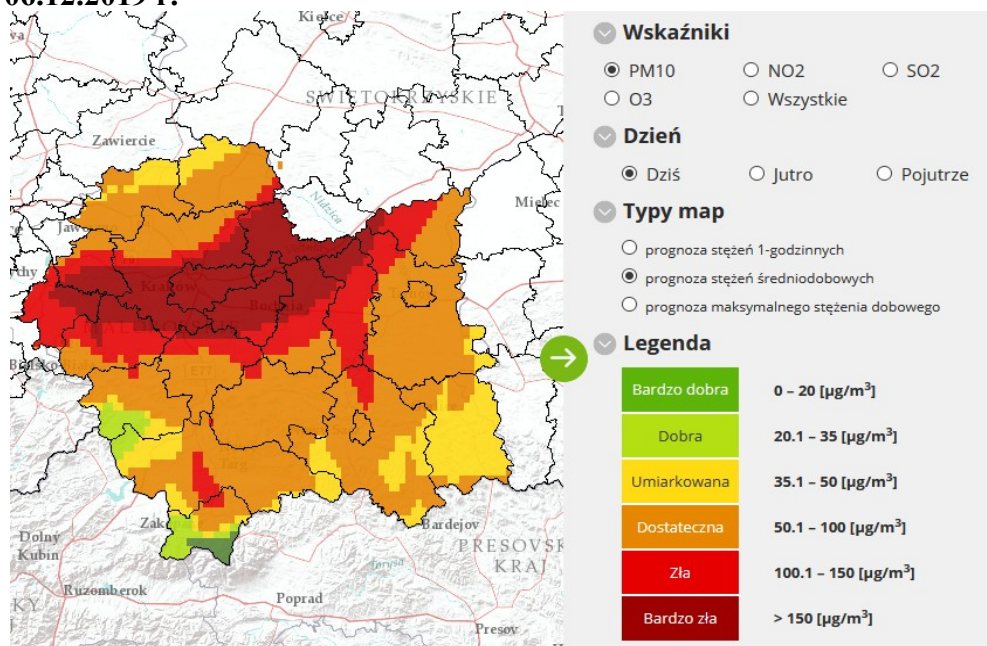 06.12.2019 r.
Kielce
ŚWIĘTOKRZYSKIE
Zawiercie
Nidzica
Mielec
Kraków
Bochnia
E77
Targ
Bardejov
Dolny
Kubin
PRESOVSK
KRAJ
Ruzomberok
Poprad
Presov
Wskaźniki
PM10
NO2
SO2
O3
Wszystkie
Dzień
Dziś
Jutro
Pojutrze
Typy map
prognoza stężeń 1-godzinnych
prognoza stężeń średniodobowych
prognoza maksymalnego stężenia dobowego
Legenda
Bardzo dobra 0 – 20 [µg/m³]
Dobra 20.1 – 35 [µg/m³]
Umiarkowana 35.1 – 50 [µg/m³]
Dostateczna 50.1 – 100 [µg/m³]
Zła 100.1 – 150 [µg/m³]
Bardzo zła > 150 [µg/m³]